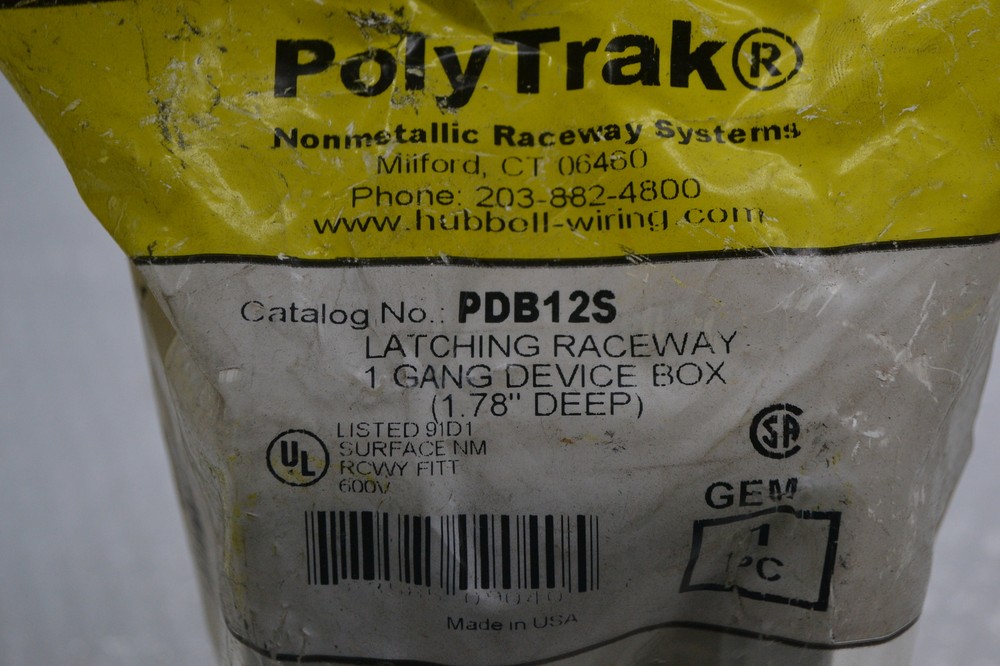 PolyTrak®
Nonmetallic Raceway Systems
Milford, CT 06460
Phone: 203-882-4800
www.hubbell-wiring.com
Catalog No.: PDB12S
LATCHING RACEWAY
1 GANG DEVICE BOX
(1.78" DEEP)
UL
LISTED 91D1
SURFACE NM
RCWY FITT
600V
SA
GEM
1
PC
Made in USA